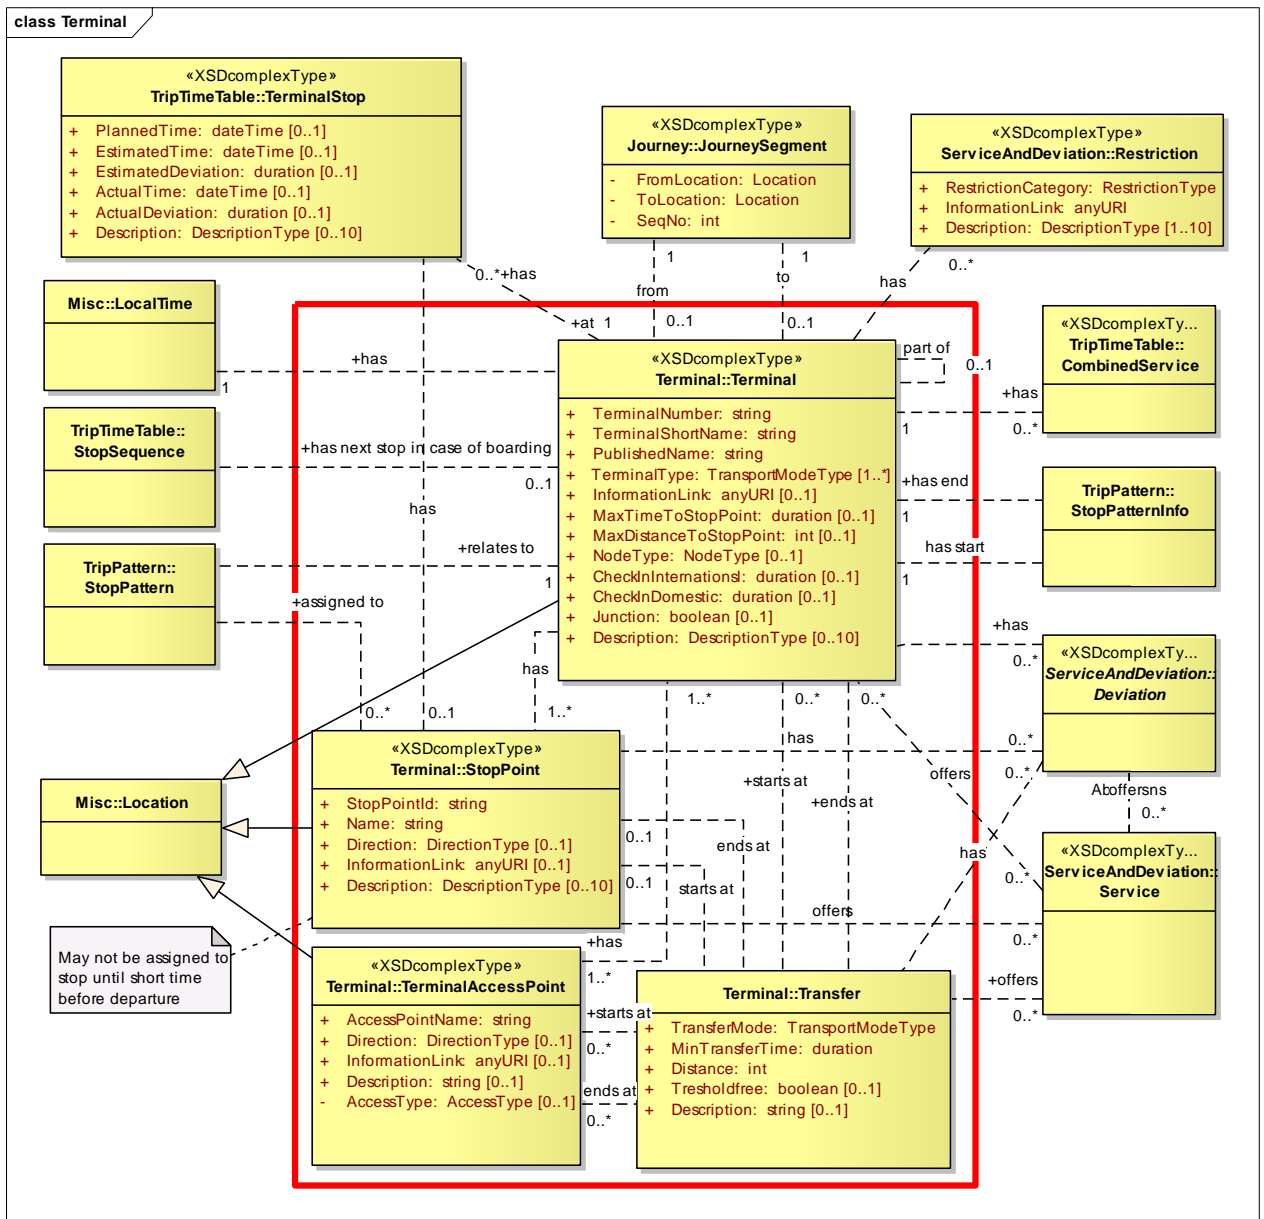 class Terminal
«XSDcomplexType»
TripTimeTable::TerminalStop
+ PlannedTime: dateTime [0..1]
+ EstimatedTime: dateTime [0..1]
+ EstimatedDeviation: duration [0..1]
+ ActualTime: dateTime [0..1]
+ ActualDeviation: duration [0..1]
+ Description: DescriptionType [0..10]
«XSDcomplexType»
Journey::JourneySegment
- FromLocation: Location
- ToLocation: Location
- SeqNo: int
«XSDcomplexType»
ServiceAndDeviation::Restriction
+ RestrictionCategory: RestrictionType
+ InformationLink: anyURI
+ Description: DescriptionType [1..10]
0..* +has
+at 1
1
from
0..1
1
to
0..1
0..*
has
Misc::LocalTime
+has
1
TripTimeTable::
StopSequence
+has next stop in case of boarding
0..1
has
TripPattern::
StopPattern
+relates to
1
+assigned to
0..*
0..1
«XSDcomplexType»
Terminal::Terminal
+ TerminalNumber: string
+ TerminalShortName: string
+ PublishedName: string
+ TerminalType: TransportModeType [1..*]
+ InformationLink: anyURI [0..1]
+ MaxTimeToStopPoint: duration [0..1]
+ MaxDistanceToStopPoint: int [0..1]
+ NodeType: NodeType [0..1]
+ CheckInInternationsl: duration [0..1]
+ CheckInDomestic: duration [0..1]
+ Junction: boolean [0..1]
+ Description: DescriptionType [0..10]
part of
0..1
«XSDcomplexTy...
TripTimeTable::
CombinedService
+has
1
0..*
TripPattern::
StopPatternInfo
+has end
1
has start
1
+has
0..*
«XSDcomplexTy...
ServiceAndDeviation::
Deviation
has
1..*
1..*
0..*
0..*
has
0..*
0..*
offers
Aboffersns
0..*
+starts at
+ends at
Misc::Location
«XSDcomplexType»
Terminal::StopPoint
+ StopPointId: string
+ Name: string
+ Direction: DirectionType [0..1]
+ InformationLink: anyURI [0..1]
+ Description: DescriptionType [0..10]
0..1
ends at
0..1
starts at
has
0..*
«XSDcomplexTy...
ServiceAndDeviation::
Service
offers
0..*
May not be assigned to
stop until short time
before departure
«XSDcomplexType»
Terminal::TerminalAccessPoint
+ AccessPointName: string
+ Direction: DirectionType [0..1]
+ InformationLink: anyURI [0..1]
+ Description: string [0..1]
- AccessType: AccessType [0..1]
+has
1..*
+starts at
0..*
ends at
0..*
Terminal::Transfer
+ TransferMode: TransportModeType
+ MinTransferTime: duration
+ Distance: int
+ Tresholdfree: boolean [0..1]
+ Description: string [0..1]
+offers
0..*